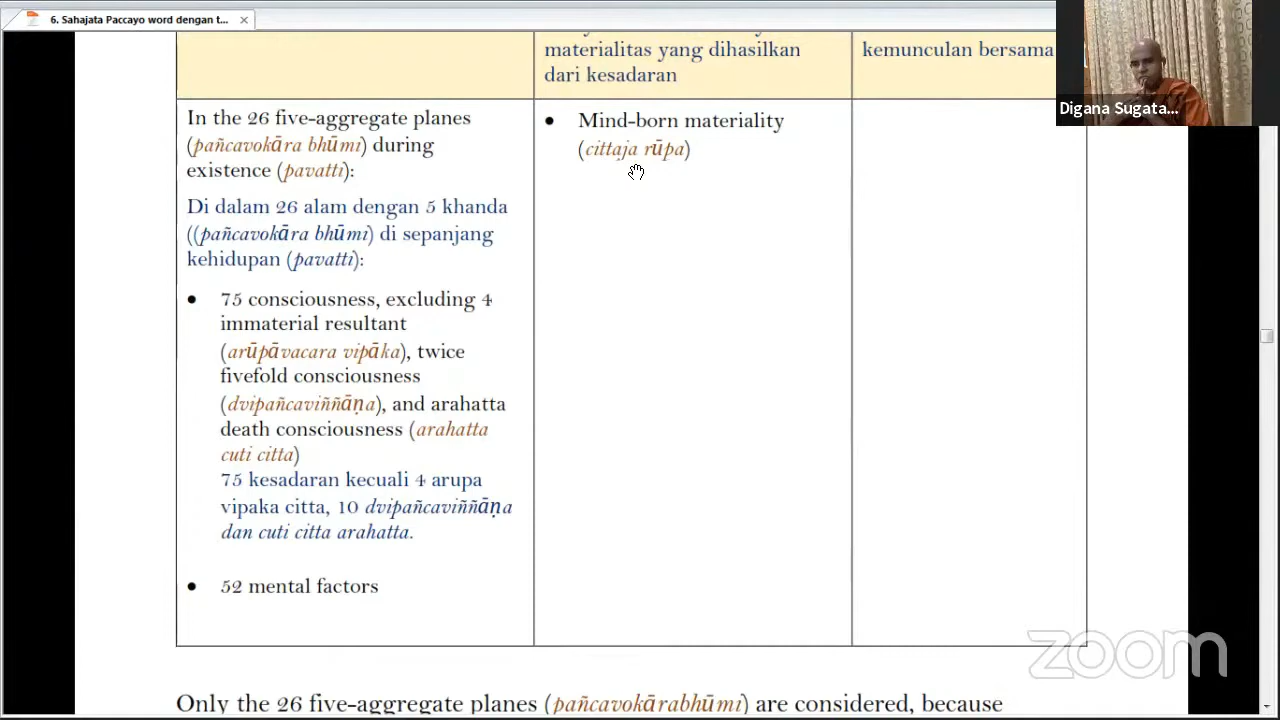 6. Sahajata Paccayo word dengan t...
materialitas yang dihasilkan
dari kesadaran
kemunculan bersama
Digana Sugata...
In the 26 five-aggregate planes
(pañcavokāra bhūmi) during
existence (pavatti):
Di dalam 26 alam dengan 5 khanda
((pañcavokāra bhūmi) di sepanjang
kehidupan (pavatti):
● 75 consciousness, excluding 4
immaterial resultant
(arūpāvacara vipāka), twice
fivefold consciousness
(dvipañcaviññāṇa), and arahatta
death consciousness (arahatta
cuti citta)
75 kesadaran kecuali 4 arupa
vipaka citta, 10 dvipañcaviññāṇa
dan cuti citta arahatta.
● 52 mental factors
● Mind-born materiality
(cittaja rūpa)
Only the 26 five-aggregate planes (pañcavokārabhūmi) are considered, because
zoom